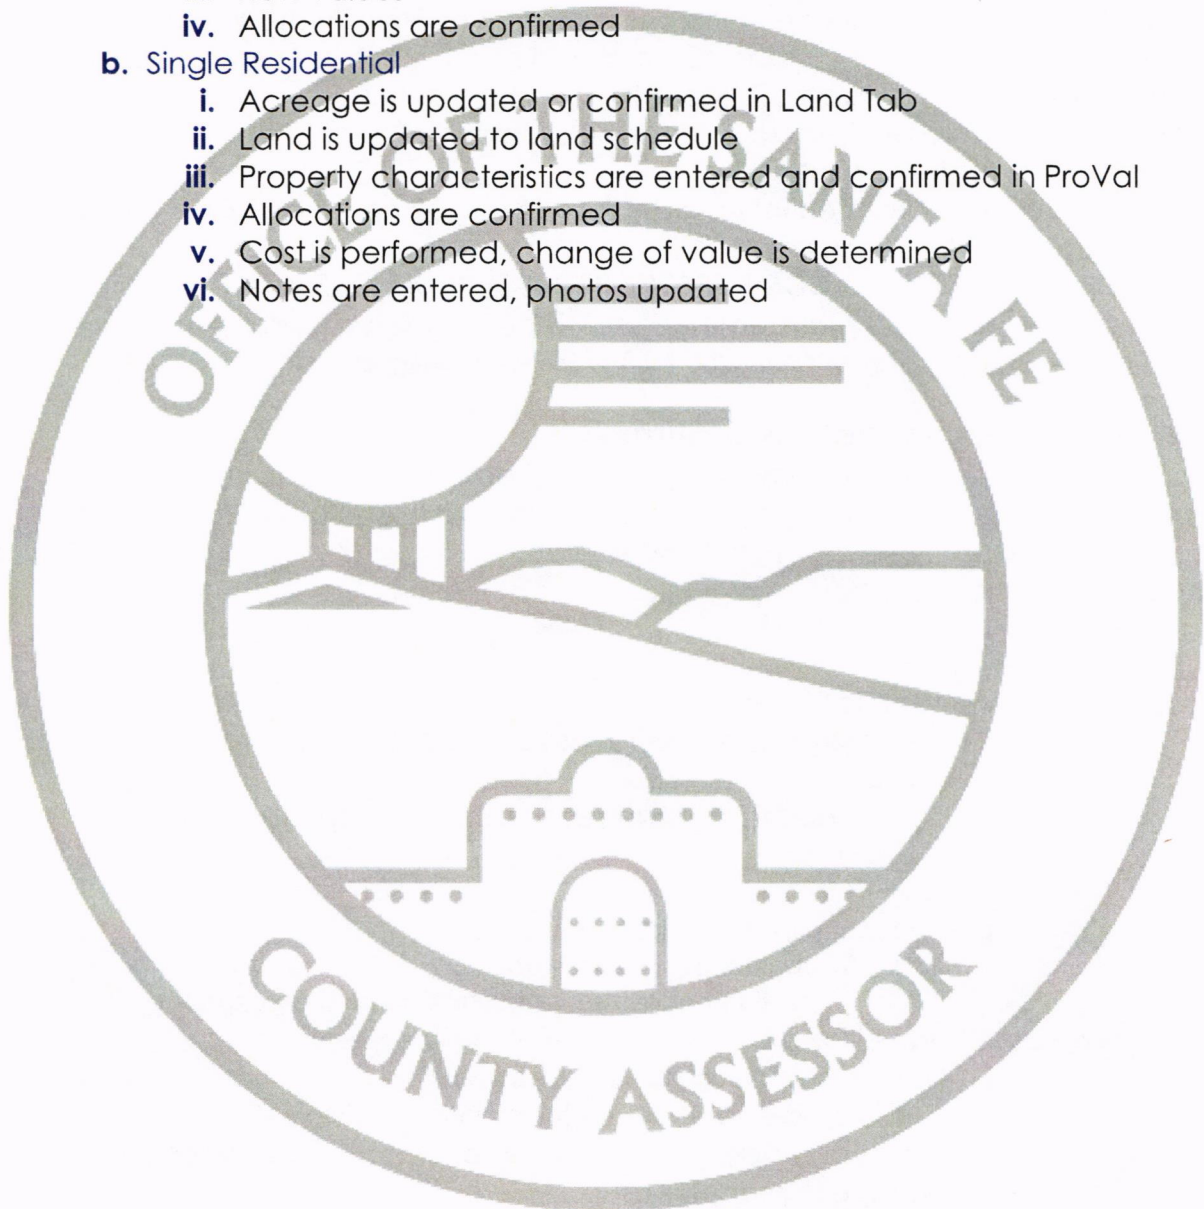 iv. Allocations are confirmed
b. Single Residential
i. Acreage is updated or confirmed in Land Tab
ii. Land is updated to land schedule
iii. Property characteristics are entered and confirmed in ProVal
iv. Allocations are confirmed
v. Cost is performed, change of value is determined
vi. Notes are entered, photos updated
OFFICE OF THE SANTA FE
COUNTY ASSESSOR